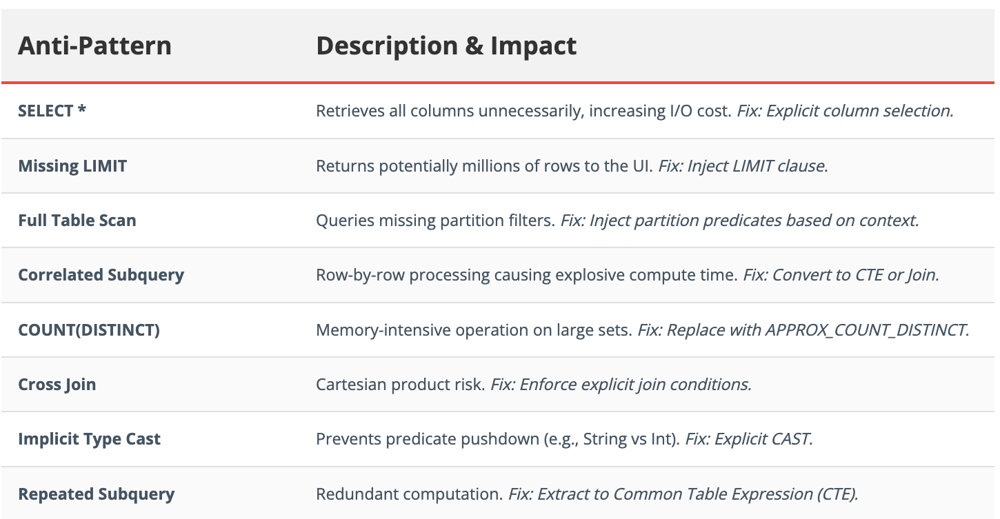 Anti-Pattern Description & Impact
SELECT * Retrieves all columns unnecessarily, increasing I/O cost. Fix: Explicit column selection.
Missing LIMIT Returns potentially millions of rows to the UI. Fix: Inject LIMIT clause.
Full Table Scan Queries missing partition filters. Fix: Inject partition predicates based on context.
Correlated Subquery Row-by-row processing causing explosive compute time. Fix: Convert to CTE or Join.
COUNT(DISTINCT) Memory-intensive operation on large sets. Fix: Replace with APPROX_COUNT_DISTINCT.
Cross Join Cartesian product risk. Fix: Enforce explicit join conditions.
Implicit Type Cast Prevents predicate pushdown (e.g., String vs Int). Fix: Explicit CAST.
Repeated Subquery Redundant computation. Fix: Extract to Common Table Expression (CTE).